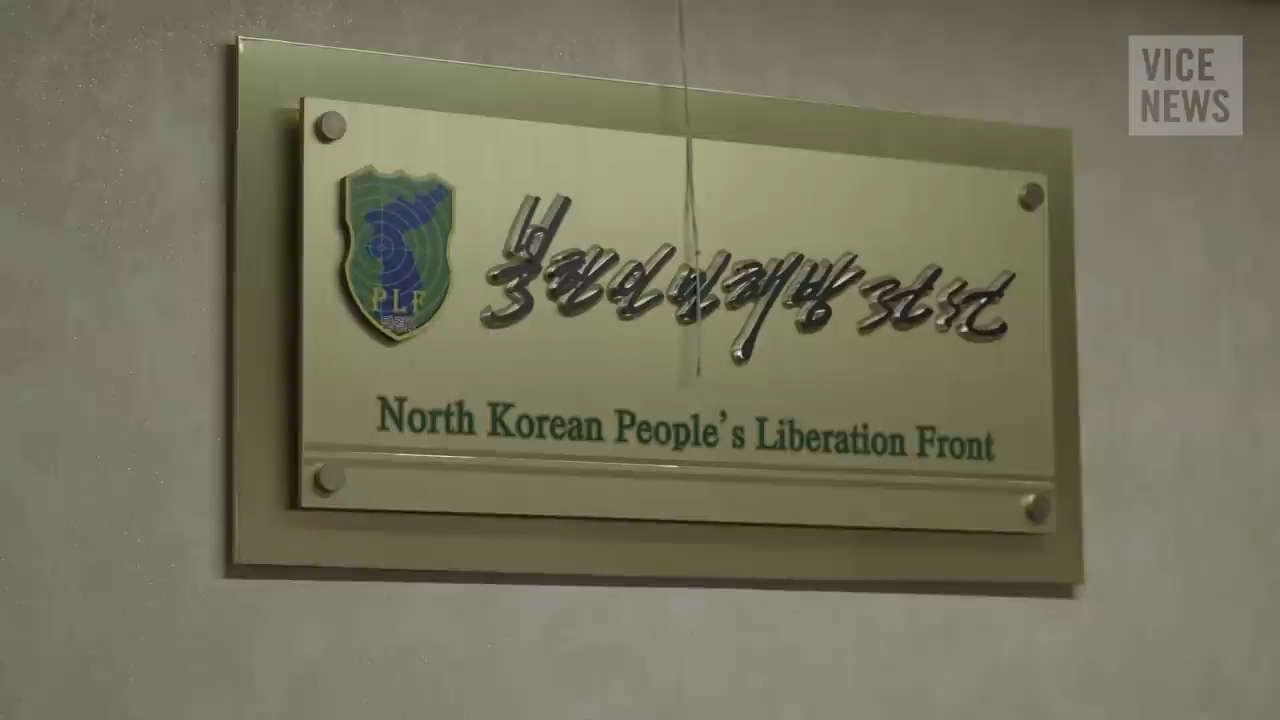 VICE
NEWS
북한인민해방전선
PLF
North Korean People's Liberation Front